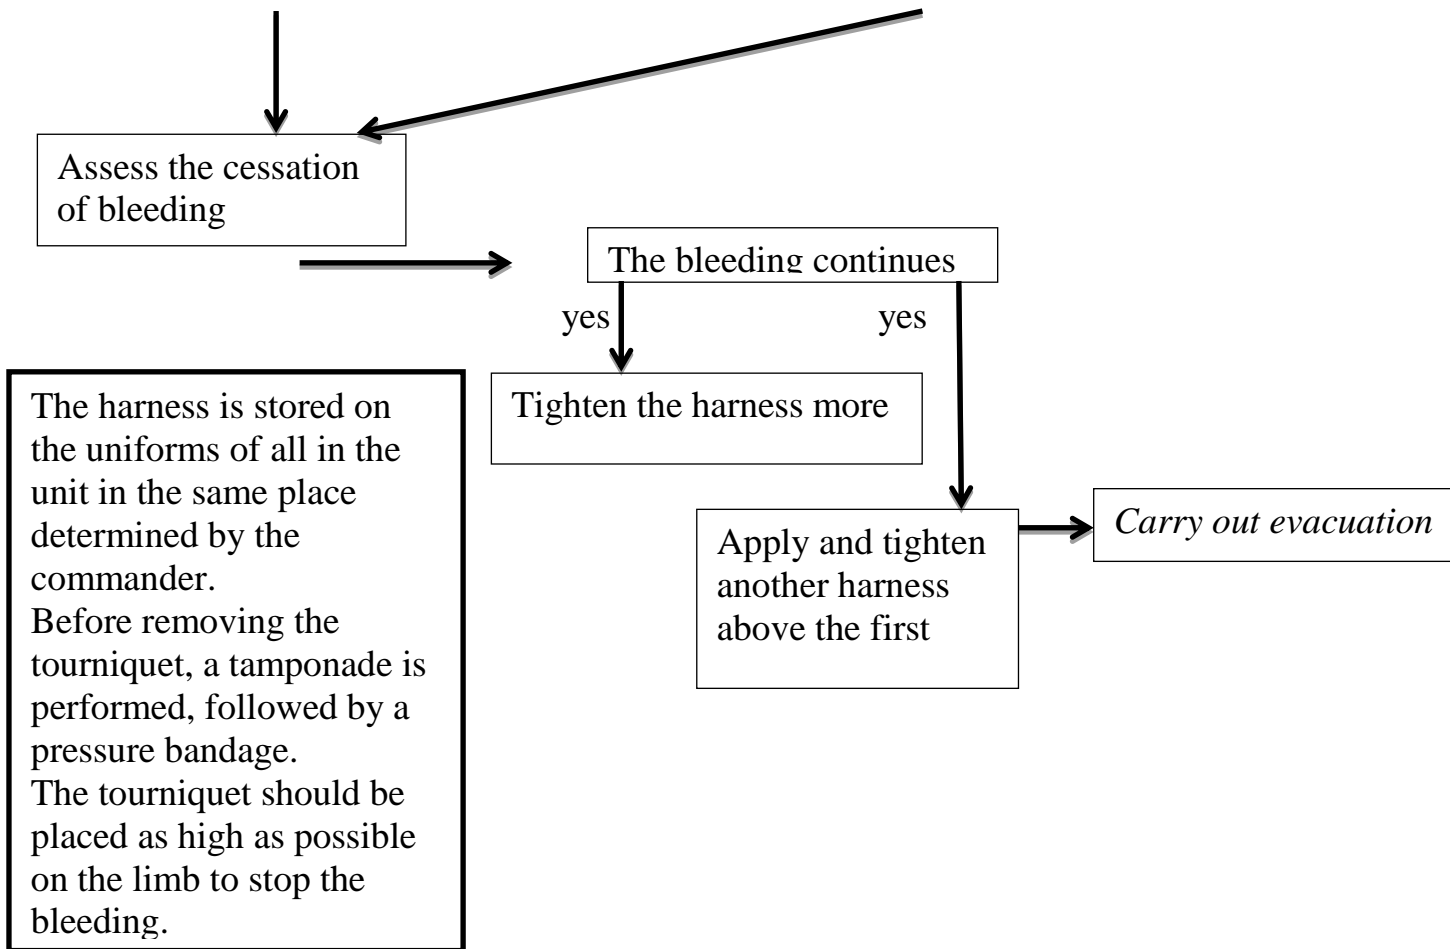 Assess the cessation
of bleeding
The bleeding continues
yes
yes
Tighten the harness more
The harness is stored on
the uniforms of all in the
unit in the same place
determined by the
commander.
Before removing the
tourniquet, a tamponade is
performed, followed by a
pressure bandage.
The tourniquet should be
placed as high as possible
on the limb to stop the
bleeding.
Apply and tighten
another harness
above the first
Carry out evacuation